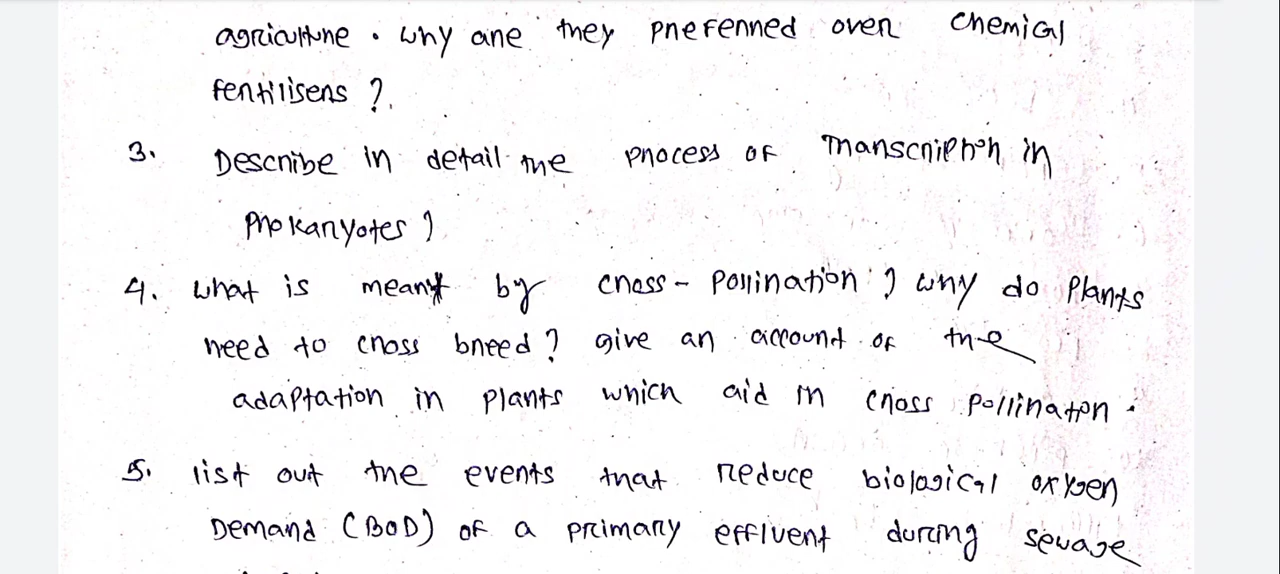 agriculture. why are they preferred over chemical
fertilisers ?.
3. Describe in detail the process of transcription in
prokaryotes ?
4. what is meant by cross - pollination ? why do plants
need to cross breed ? give an account of the
adaptation in plants which aid in cross pollination.
5. list out the events that reduce biological oxygen
Demand (BOD) of a primary effluent during sewage